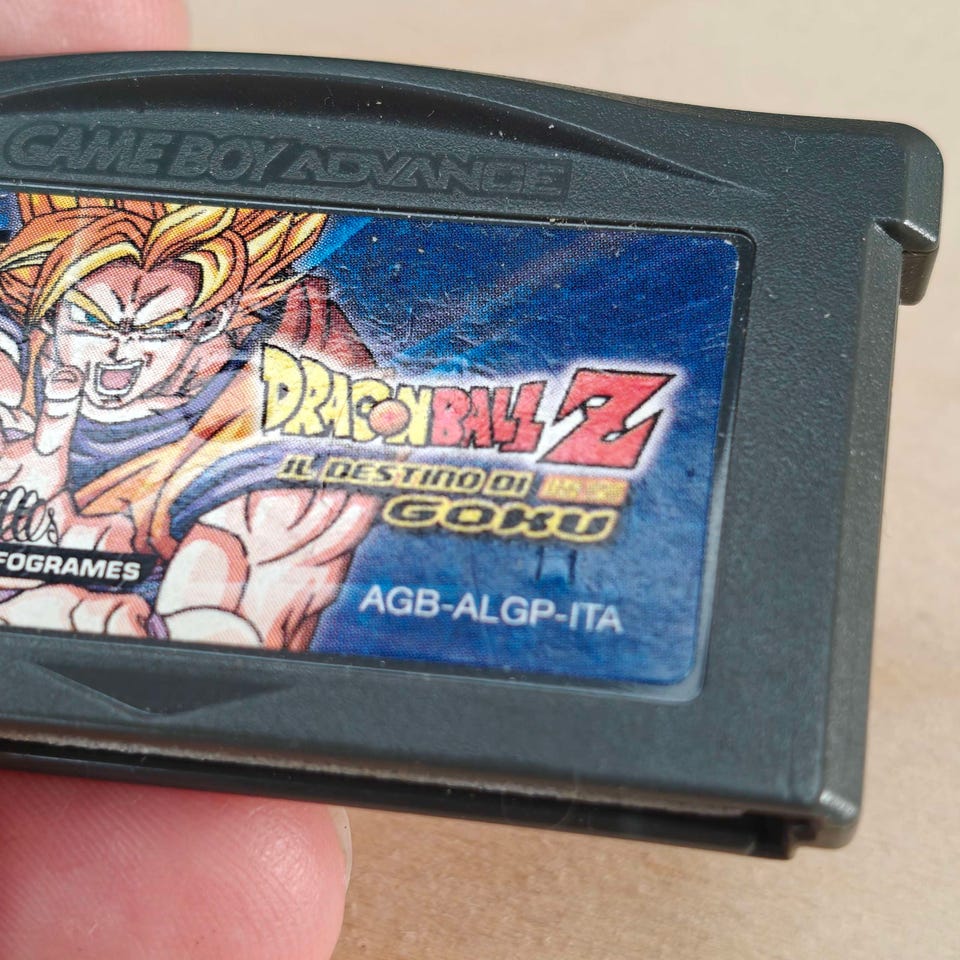 GAME BOY ADVANCE
DRAGON BALL Z
IL DESTINO DI
GOKU
FOGRAMES
AGB-ALGP-ITA